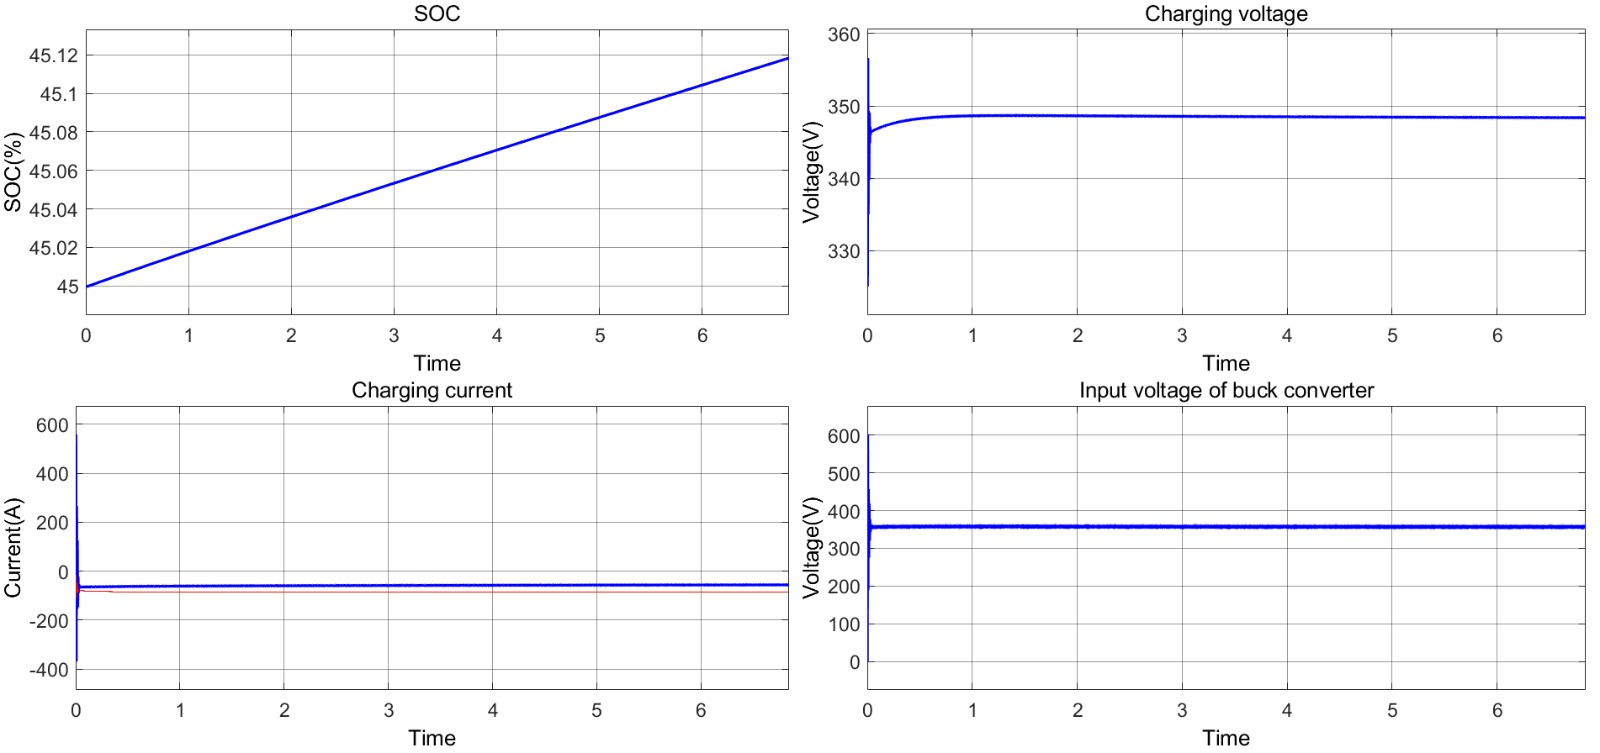 SOC
SOC(%)
45.12
45.1
45.08
45.06
45.04
45.02
45
0 1 2 3 4 5 6
Time
Charging voltage
Voltage(V)
360
350
340
330
0 1 2 3 4 5 6
Time
Charging current
Current(A)
600
400
200
0
-200
-400
0 1 2 3 4 5 6
Time
Input voltage of buck converter
Voltage(V)
600
500
400
300
200
100
0
0 1 2 3 4 5 6
Time